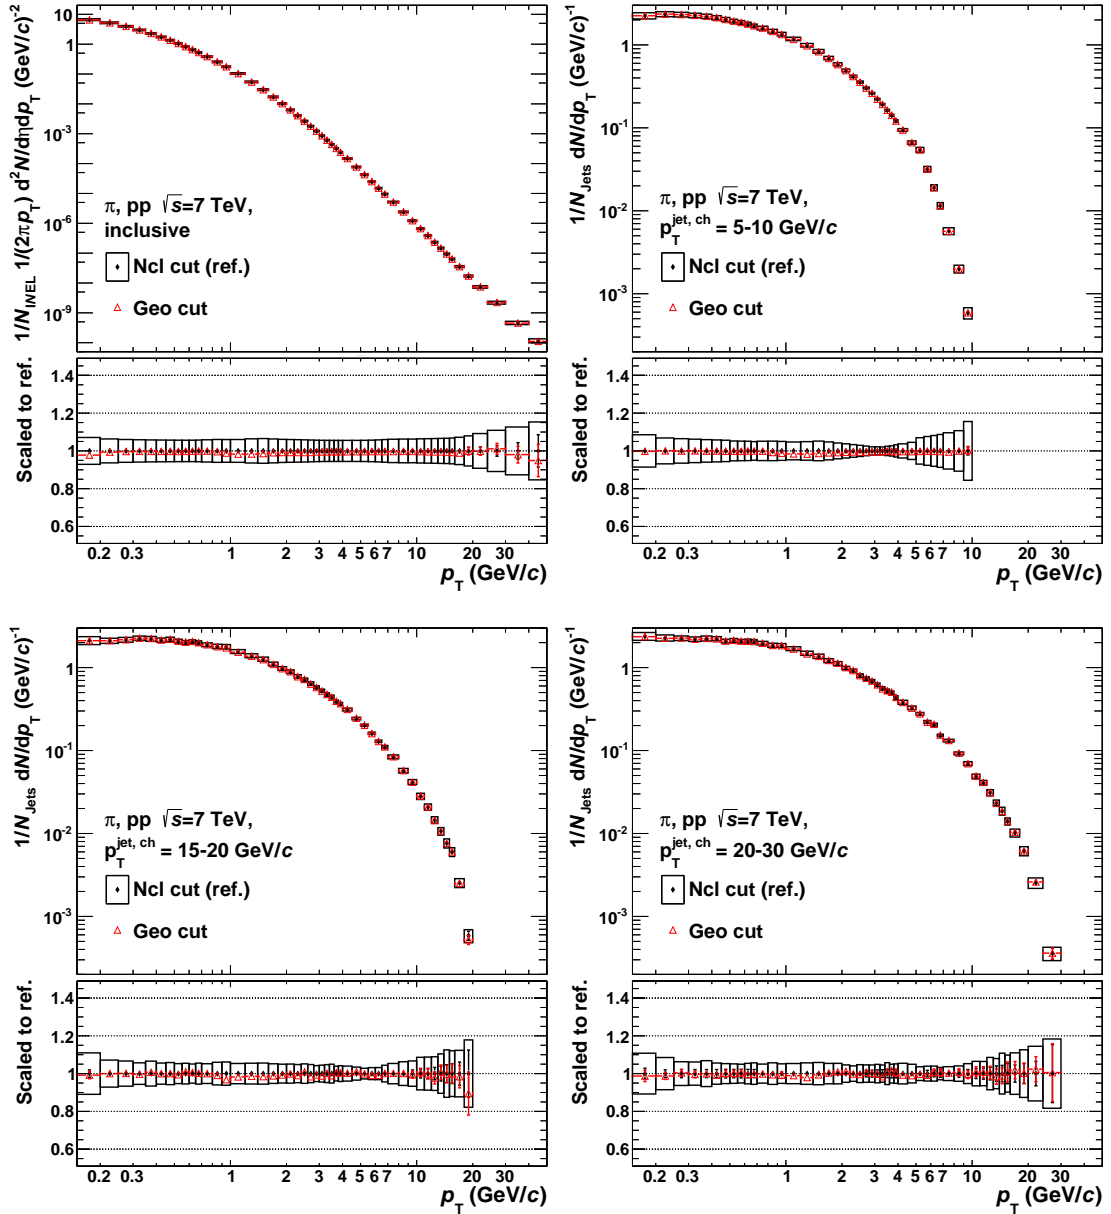 1/N_INEL 1/(2πp_T) d²N/dηdp_T (GeV/c)⁻²
10
1
10⁻³
10⁻⁶
10⁻⁹
π, pp √s=7 TeV,
inclusive
Ncl cut (ref.)
Geo cut
Scaled to ref.
1.4
1.2
1
0.8
0.6
0.2 0.3 1 2 3 4 5 6 7 10 20 30
p_T (GeV/c)
1/N_Jets dN/dp_T (GeV/c)⁻¹
1
10⁻¹
10⁻²
10⁻³
π, pp √s=7 TeV,
p_T^jet, ch = 5-10 GeV/c
Ncl cut (ref.)
Geo cut
Scaled to ref.
1.4
1.2
1
0.8
0.6
0.2 0.3 1 2 3 4 5 6 7 10 20 30
p_T (GeV/c)
1/N_Jets dN/dp_T (GeV/c)⁻¹
1
10⁻¹
10⁻²
10⁻³
π, pp √s=7 TeV,
p_T^jet, ch = 15-20 GeV/c
Ncl cut (ref.)
Geo cut
Scaled to ref.
1.4
1.2
1
0.8
0.6
0.2 0.3 1 2 3 4 5 6 7 10 20 30
p_T (GeV/c)
1/N_Jets dN/dp_T (GeV/c)⁻¹
1
10⁻¹
10⁻²
10⁻³
π, pp √s=7 TeV,
p_T^jet, ch = 20-30 GeV/c
Ncl cut (ref.)
Geo cut
Scaled to ref.
1.4
1.2
1
0.8
0.6
0.2 0.3 1 2 3 4 5 6 7 10 20 30
p_T (GeV/c)